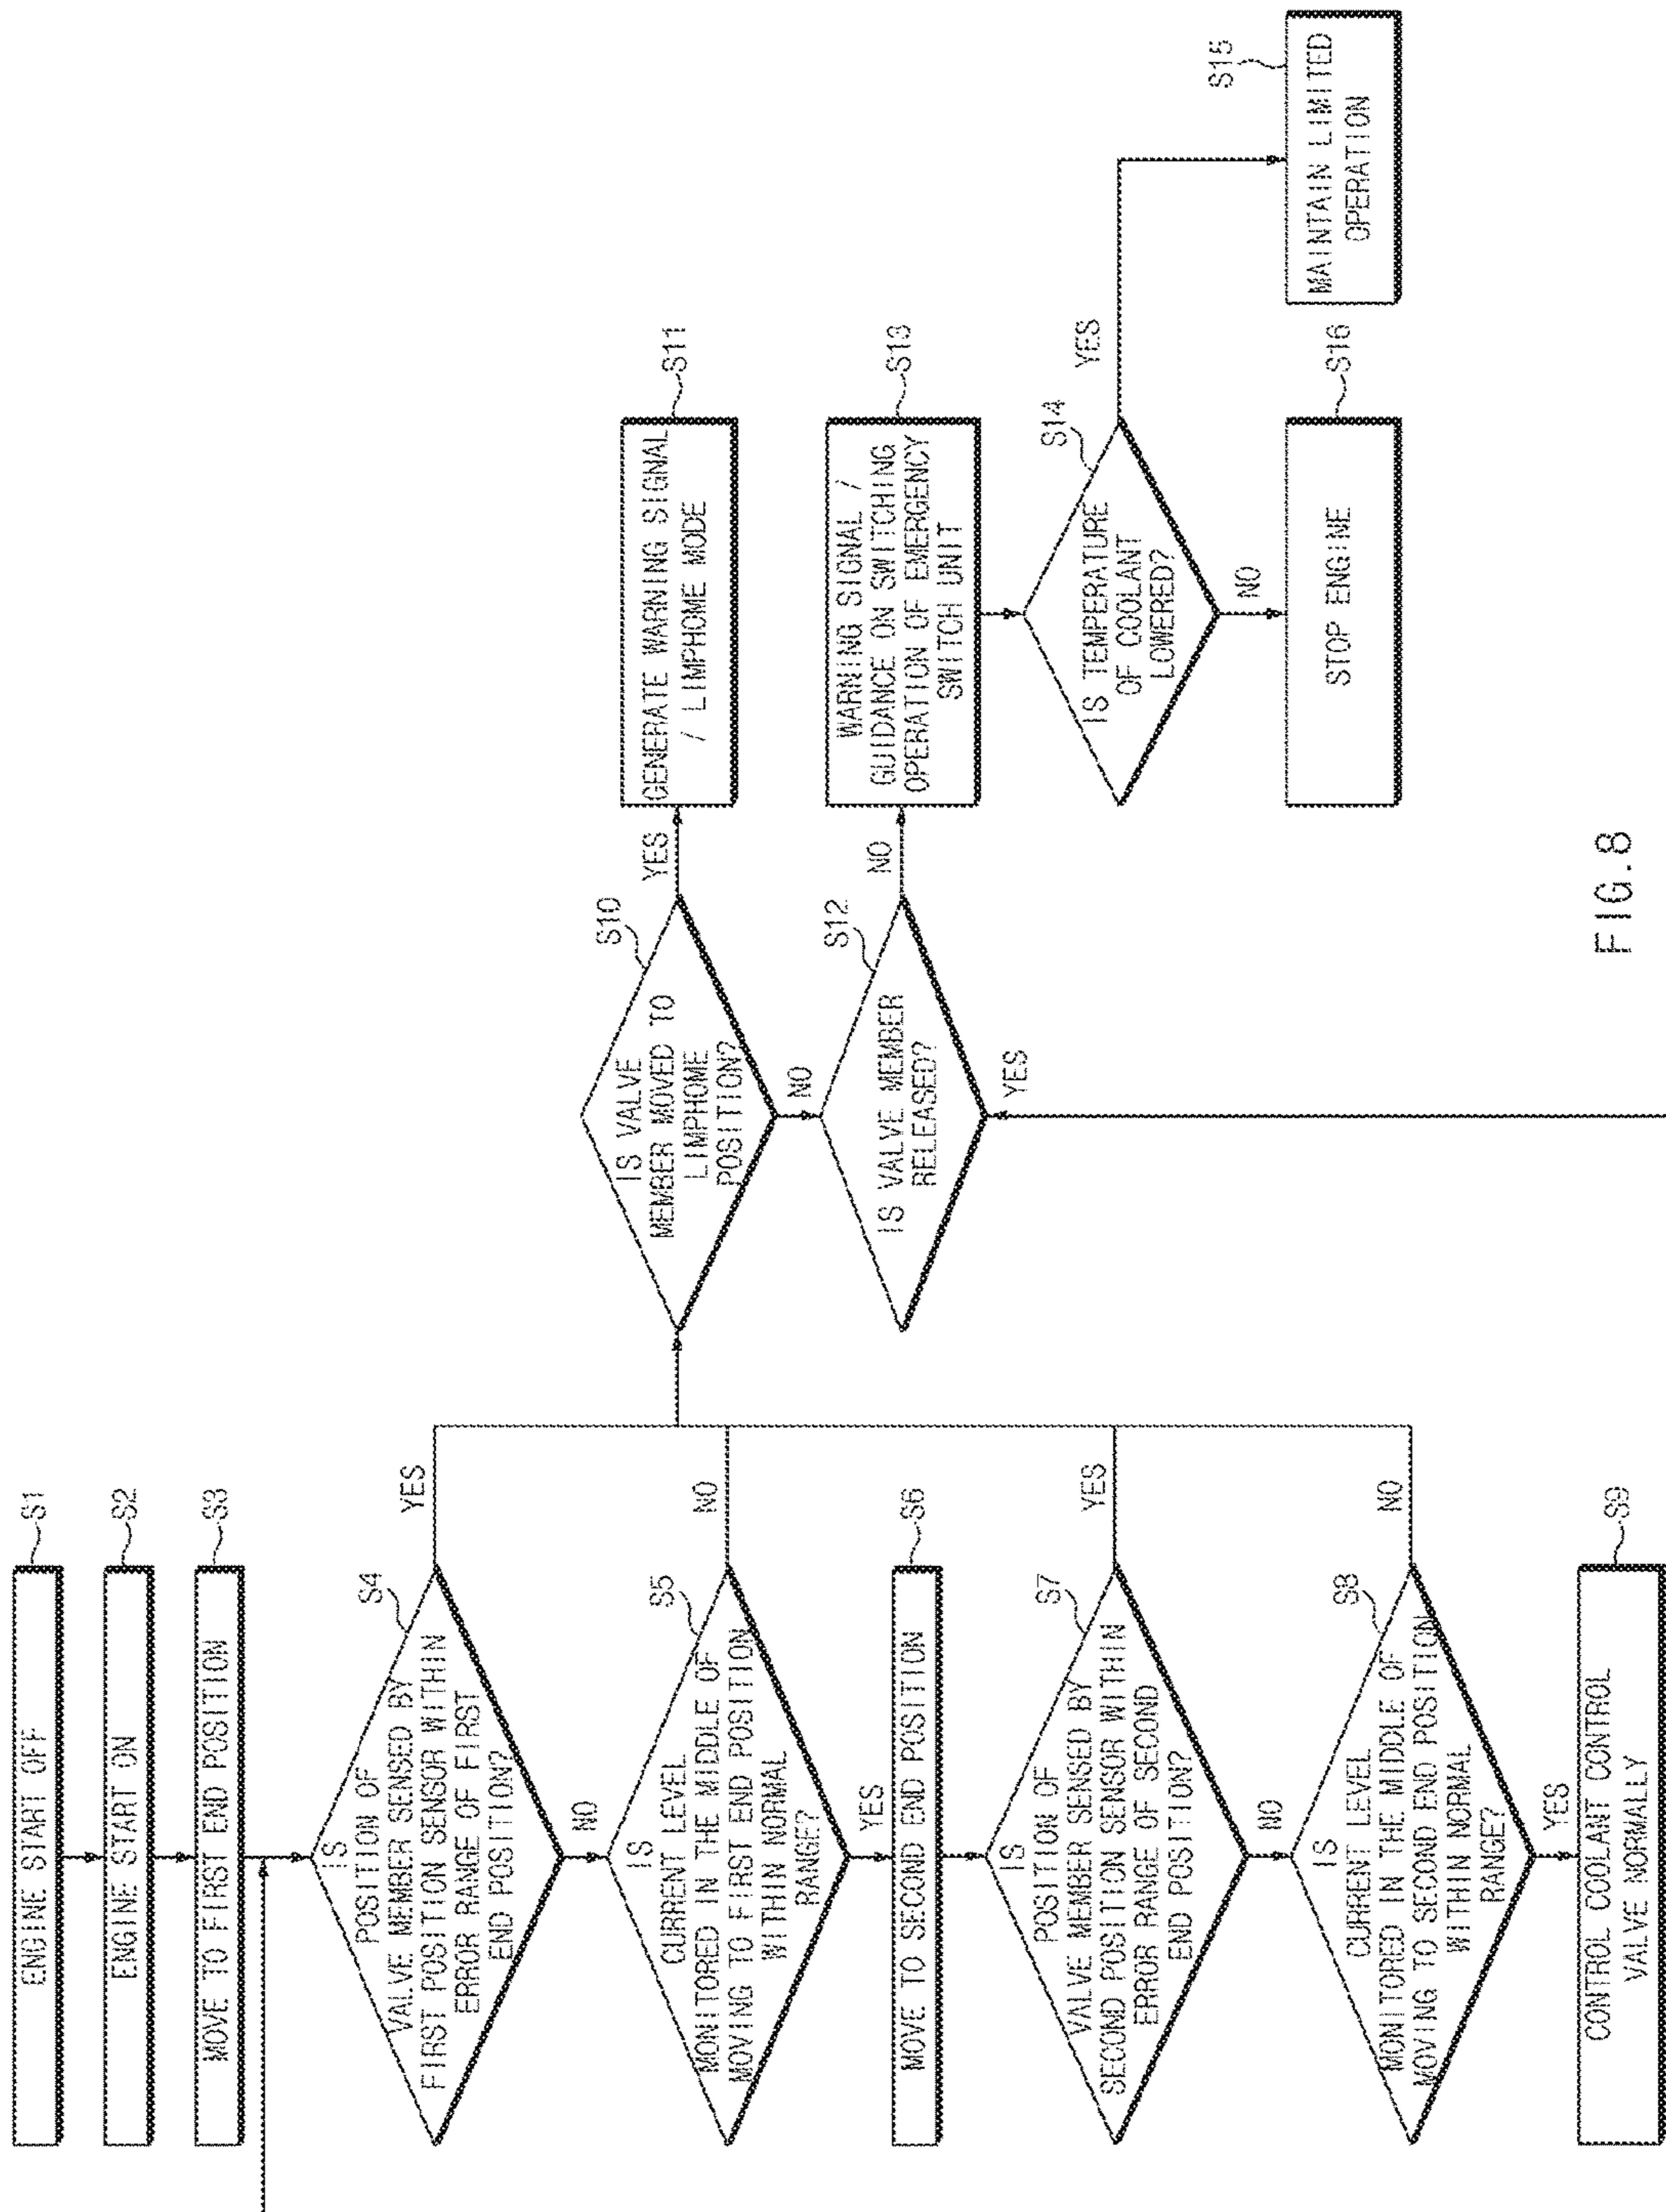 ENGINE START OFF
S1
ENGINE START ON
S2
MOVE TO FIRST END POSITION
S3
IS
POSITION OF
VALVE MEMBER SENSED BY
FIRST POSITION SENSOR WITHIN
ERROR RANGE OF FIRST
END POSITION?
S4
YES
NO
IS
CURRENT LEVEL
MONITORED IN THE MIDDLE OF
MOVING TO FIRST END POSITION
WITHIN NORMAL
RANGE?
S5
NO
YES
MOVE TO SECOND END POSITION
S6
IS
POSITION OF
VALVE MEMBER SENSED BY
SECOND POSITION SENSOR WITHIN
ERROR RANGE OF SECOND
END POSITION?
S7
YES
NO
IS
CURRENT LEVEL
MONITORED IN THE MIDDLE OF
MOVING TO SECOND END POSITION
WITHIN NORMAL
RANGE?
S8
NO
YES
CONTROL COOLANT CONTROL
VALVE NORMALLY
S9
IS VALVE
MEMBER MOVED TO
LIMPHOME
POSITION?
S10
YES
NO
GENERATE WARNING SIGNAL
/ LIMPHOME MODE
S11
IS VALVE MEMBER
RELEASED?
S12
NO
YES
WARNING SIGNAL /
GUIDANCE ON SWITCHING
OPERATION OF EMERGENCY
SWITCH UNIT
S13
IS TEMPERATURE
OF COOLANT
LOWERED?
S14
YES
NO
MAINTAIN LIMITED
OPERATION
S15
STOP ENGINE
S16
FIG.8